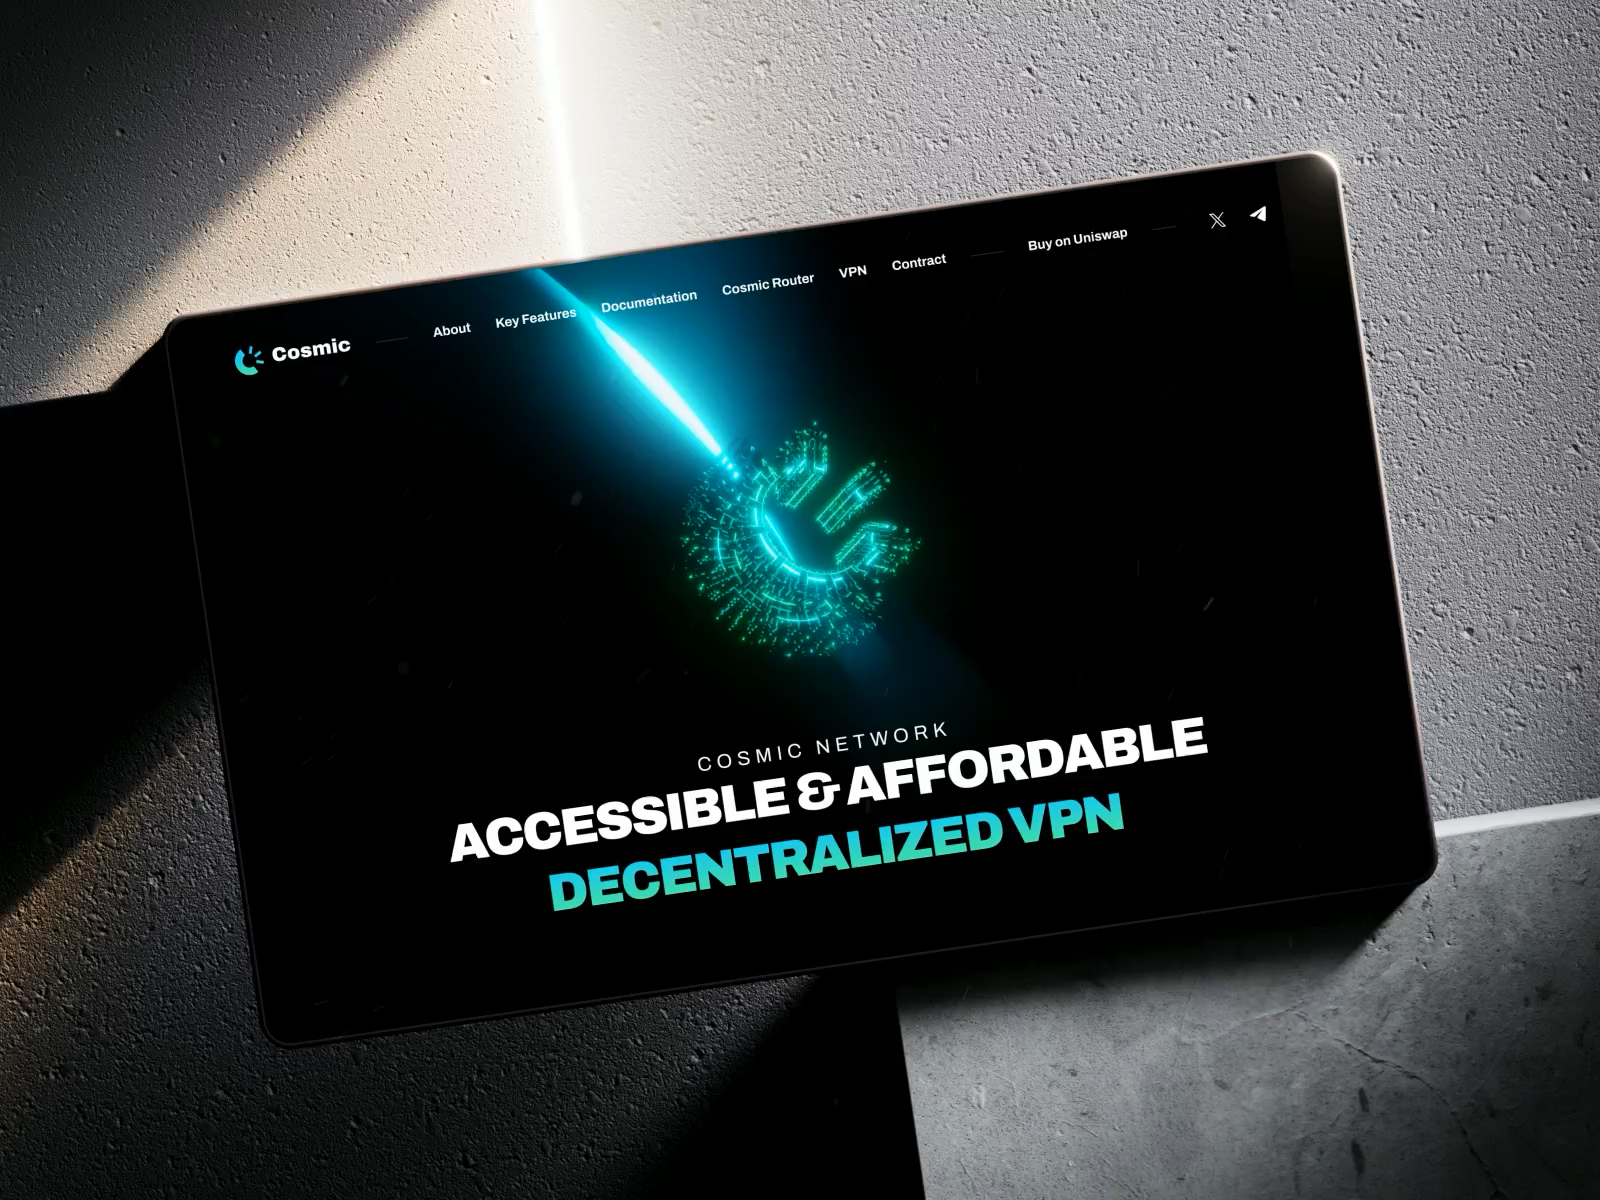 Cosmic
About Key Features Documentation Cosmic Router VPN Contract Buy on Uniswap
COSMIC NETWORK
ACCESSIBLE & AFFORDABLE
DECENTRALIZED VPN